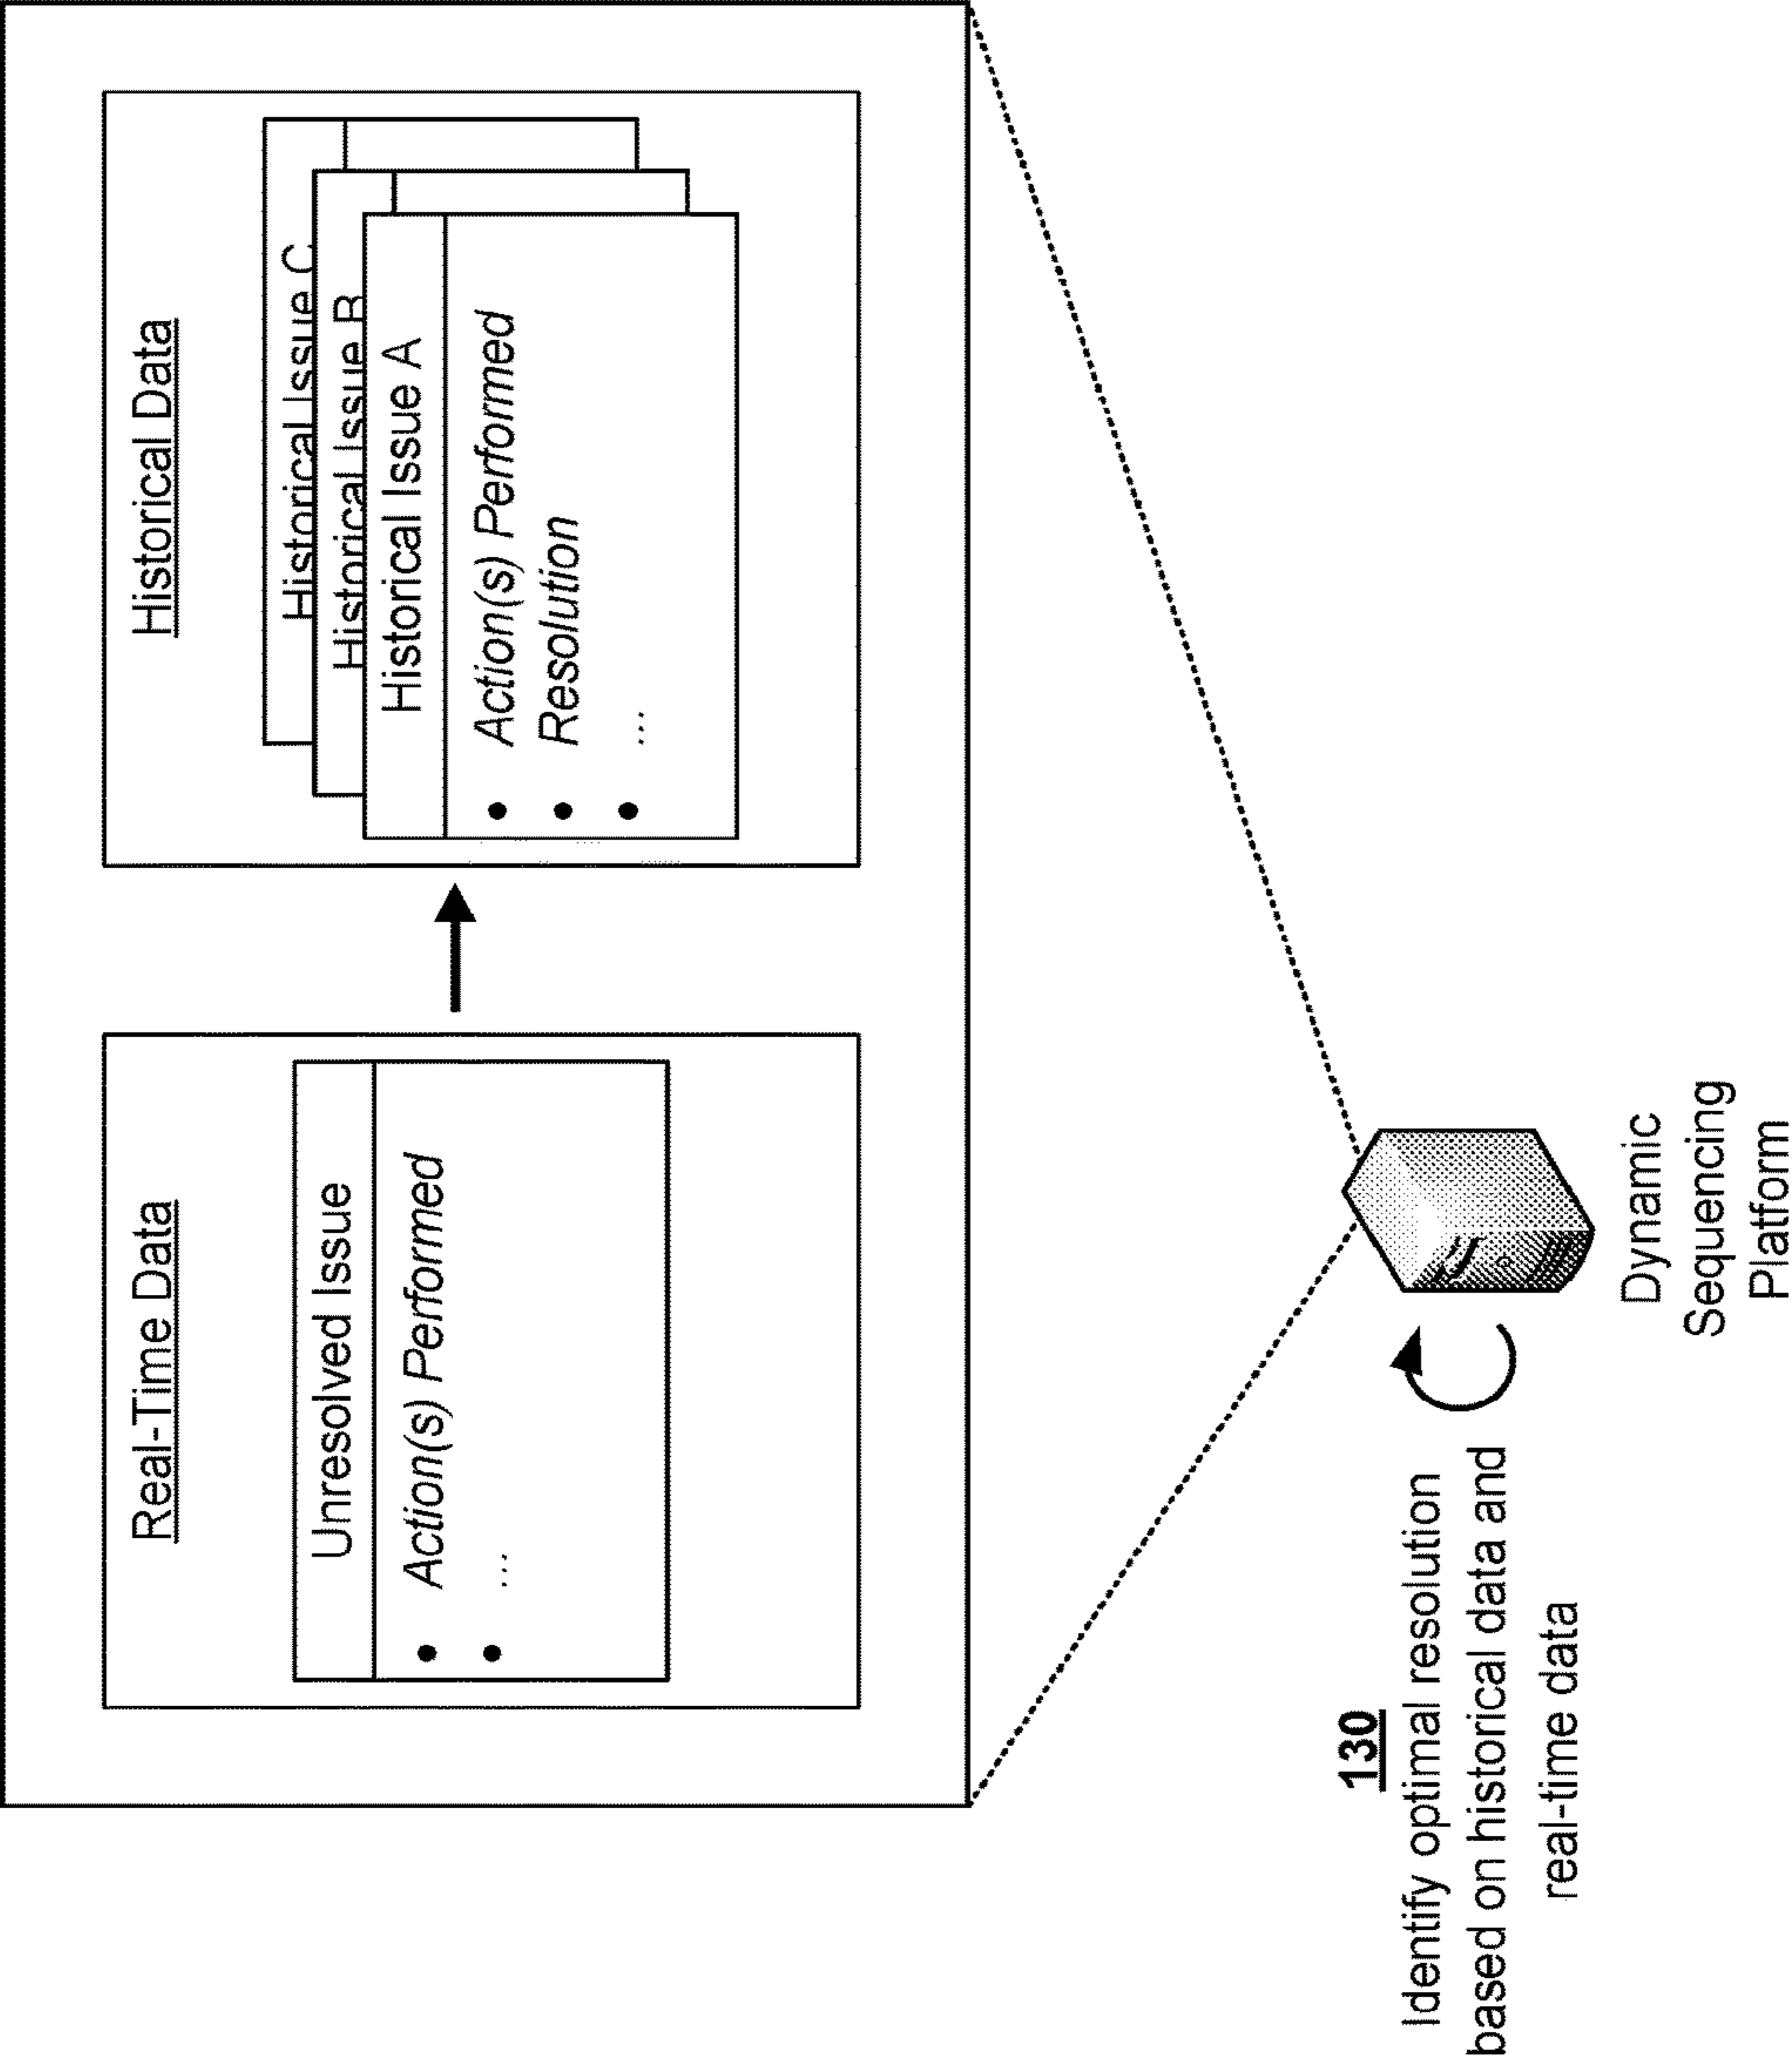 Real-Time Data
Unresolved Issue
• Action(s) Performed
• ...
Historical Data
Historical Issue C
Historical Issue B
Historical Issue A
• Action(s) Performed
• Resolution
• ...
130
Identify optimal resolution
based on historical data and
real-time data
Dynamic
Sequencing
Platform